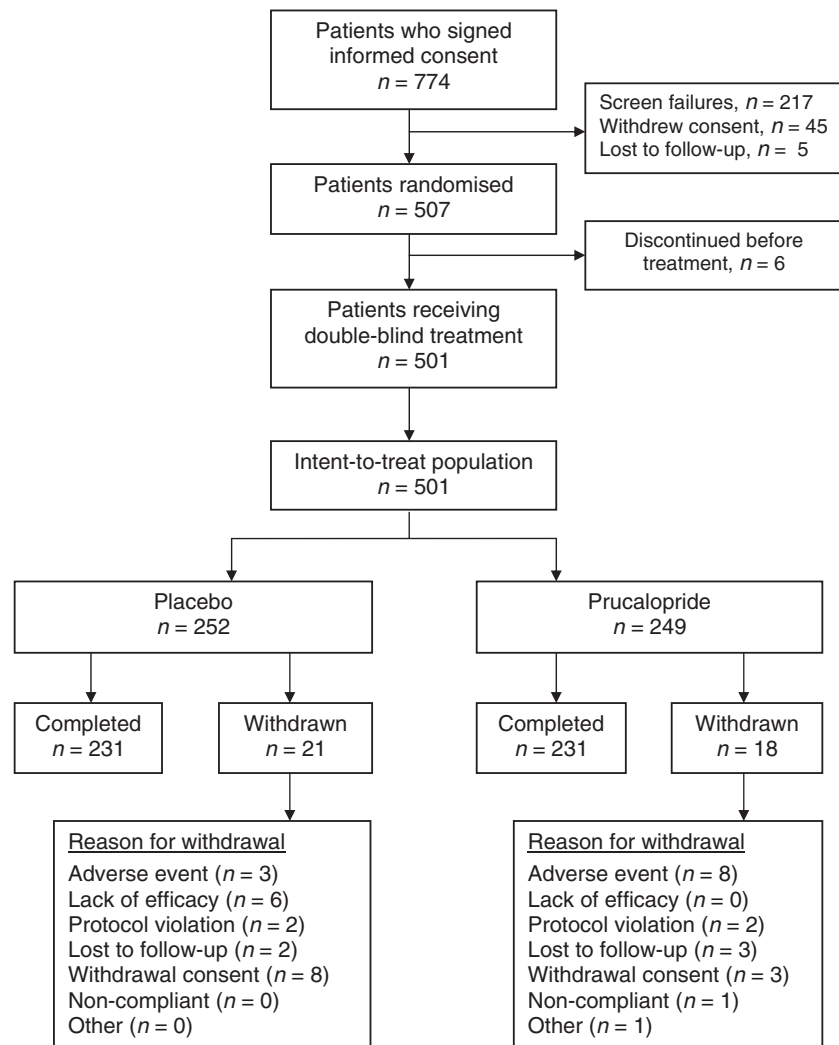 Patients who signed
informed consent
n = 774
Screen failures, n = 217
Withdrew consent, n = 45
Lost to follow-up, n = 5
Patients randomised
n = 507
Discontinued before
treatment, n = 6
Patients receiving
double-blind treatment
n = 501
Intent-to-treat population
n = 501
Placebo
n = 252
Prucalopride
n = 249
Completed
n = 231
Withdrawn
n = 21
Completed
n = 231
Withdrawn
n = 18
Reason for withdrawal
Adverse event (n = 3)
Lack of efficacy (n = 6)
Protocol violation (n = 2)
Lost to follow-up (n = 2)
Withdrawal consent (n = 8)
Non-compliant (n = 0)
Other (n = 0)
Reason for withdrawal
Adverse event (n = 8)
Lack of efficacy (n = 0)
Protocol violation (n = 2)
Lost to follow-up (n = 3)
Withdrawal consent (n = 3)
Non-compliant (n = 1)
Other (n = 1)